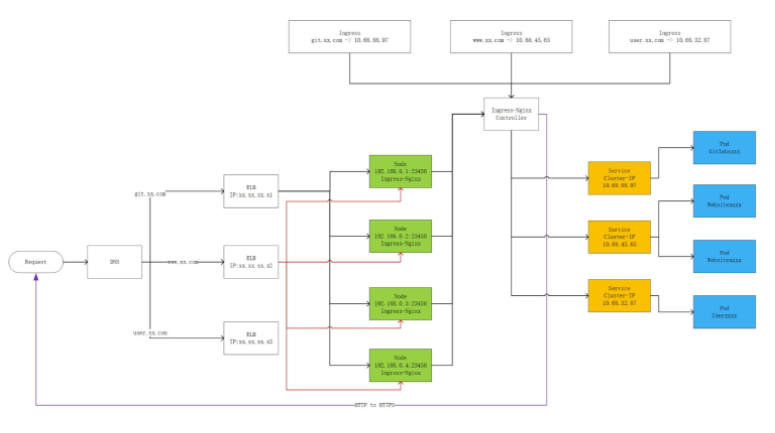 Ingress
git.xx.com -> 10.68.88.97
Ingress
www.xx.com -> 10.68.45.65
Ingress
user.xx.com -> 10.68.32.67
Ingress-Nginx
Controller
Node
192.168.0.1:23456
Ingress-Nginx
Service
Cluster-IP
10.68.88.97
Pod
Gitlabxxxx
git.xx.com
ELB
IP:xx.xx.xx.x1
Node
192.168.0.2:23456
Ingress-Nginx
Service
Cluster-IP
10.68.45.65
Pod
Websitexxxx
Request
DNS
www.xx.com
ELB
IP:xx.xx.xx.x2
Pod
Websitexxxx
Node
192.168.0.3:23456
Ingress-Nginx
Service
Cluster-IP
10.68.32.67
Pod
Userxxxx
user.xx.com
ELB
IP:xx.xx.xx.x3
Node
192.168.0.4:23456
Ingress-Nginx
HTTP to HTTPS